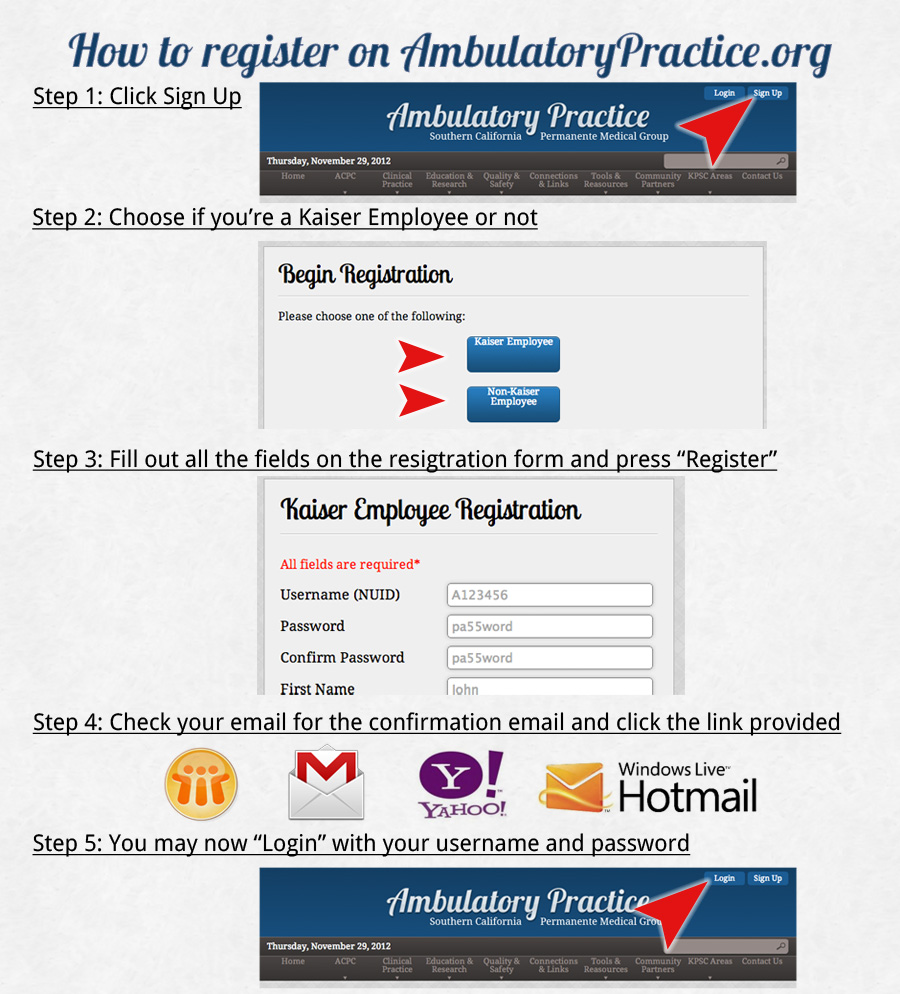 How to register on AmbulatoryPractice.org
Step 1: Click Sign Up
Login Sign Up
Ambulatory Practice
Southern California Permanente Medical Group
Thursday, November 29, 2012
Home ACPC Clinical Practice Education & Research Quality & Safety Connections & Links Tools & Reasources Community Partners KPSC Areas Contact Us
Step 2: Choose if you’re a Kaiser Employee or not
Begin Registration
Please choose one of the following:
Kaiser Employee
Non-Kaiser
Employee
Step 3: Fill out all the fields on the resigtration form and press “Register”
Kaiser Employee Registration
All fields are required*
Username (NUID) A123456
Password pa55word
Confirm Password pa55word
First Name John
Step 4: Check your email for the confirmation email and click the link provided
Y! YAHOO!
Windows Live™
Hotmail
Step 5: You may now “Login” with your username and password
Login Sign Up
Ambulatory Practice
Southern California Permanente Medical Group
Thursday, November 29, 2012
Home ACPC Clinical Practice Education & Research Quality & Safety Connections & Links Tools & Reasources Community Partners KPSC Areas Contact Us